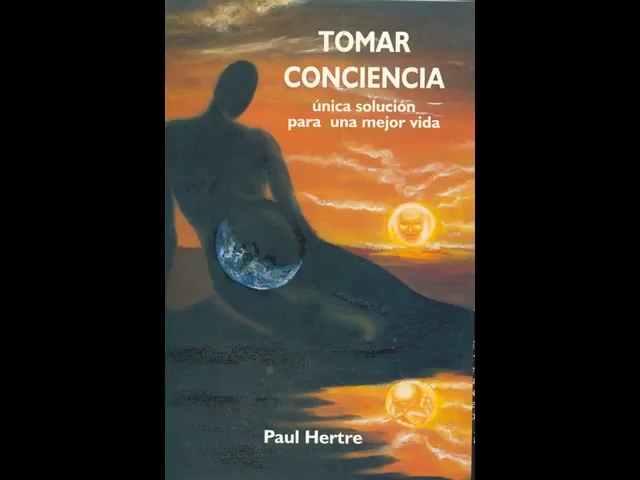 TOMAR
CONCIENCIA
única solución
para una mejor vida
Paul Hertre